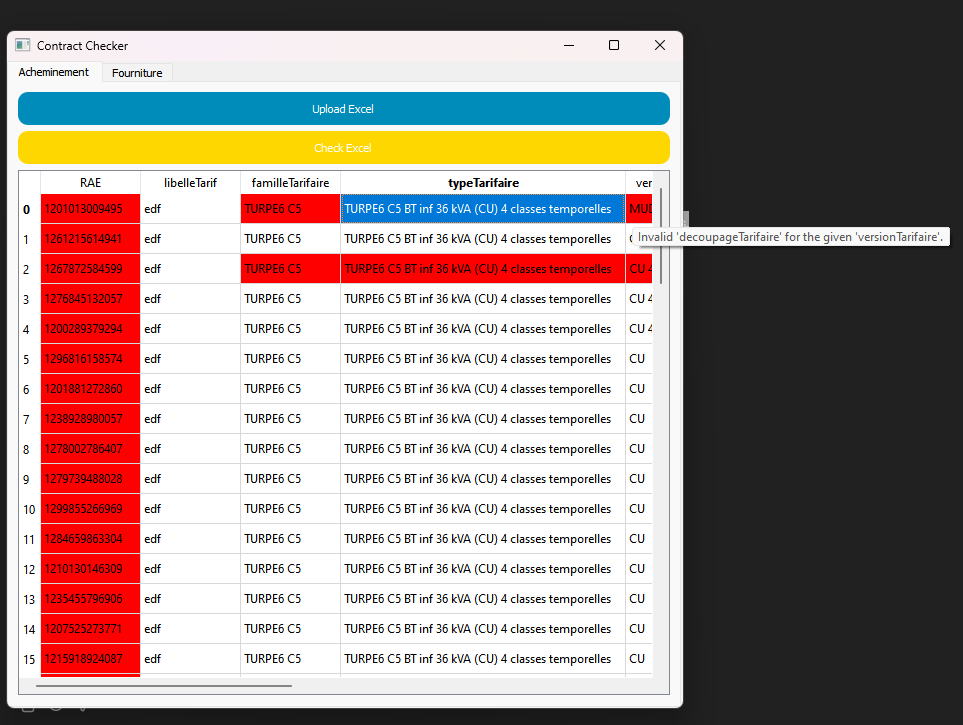 Contract Checker
Acheminement Fourniture
Upload Excel
Check Excel
RAE libelleTarif familleTarifaire typeTarifaire ver
0 1201013009495 edf TURPE6 C5 TURPE6 C5 BT inf 36 kVA (CU) 4 classes temporelles MUD
1 1261215614941 edf TURPE6 C5 TURPE6 C5 BT inf 36 kVA (CU) 4 classes temporelles
Invalid 'decoupageTarifaire' for the given 'versionTarifaire'.
2 1267872584599 edf TURPE6 C5 TURPE6 C5 BT inf 36 kVA (CU) 4 classes temporelles CU 4
3 1276845132057 edf TURPE6 C5 TURPE6 C5 BT inf 36 kVA (CU) 4 classes temporelles CU 4
4 1200289379294 edf TURPE6 C5 TURPE6 C5 BT inf 36 kVA (CU) 4 classes temporelles CU 4
5 1296816158574 edf TURPE6 C5 TURPE6 C5 BT inf 36 kVA (CU) 4 classes temporelles CU
6 1201881272860 edf TURPE6 C5 TURPE6 C5 BT inf 36 kVA (CU) 4 classes temporelles CU
7 1238928980057 edf TURPE6 C5 TURPE6 C5 BT inf 36 kVA (CU) 4 classes temporelles CU
8 1278002786407 edf TURPE6 C5 TURPE6 C5 BT inf 36 kVA (CU) 4 classes temporelles CU
9 1279739488028 edf TURPE6 C5 TURPE6 C5 BT inf 36 kVA (CU) 4 classes temporelles CU
10 1299855266969 edf TURPE6 C5 TURPE6 C5 BT inf 36 kVA (CU) 4 classes temporelles CU
11 1284659863304 edf TURPE6 C5 TURPE6 C5 BT inf 36 kVA (CU) 4 classes temporelles CU
12 1210130146309 edf TURPE6 C5 TURPE6 C5 BT inf 36 kVA (CU) 4 classes temporelles CU
13 1235455796906 edf TURPE6 C5 TURPE6 C5 BT inf 36 kVA (CU) 4 classes temporelles CU
14 1207525273771 edf TURPE6 C5 TURPE6 C5 BT inf 36 kVA (CU) 4 classes temporelles CU
15 1215918924087 edf TURPE6 C5 TURPE6 C5 BT inf 36 kVA (CU) 4 classes temporelles CU